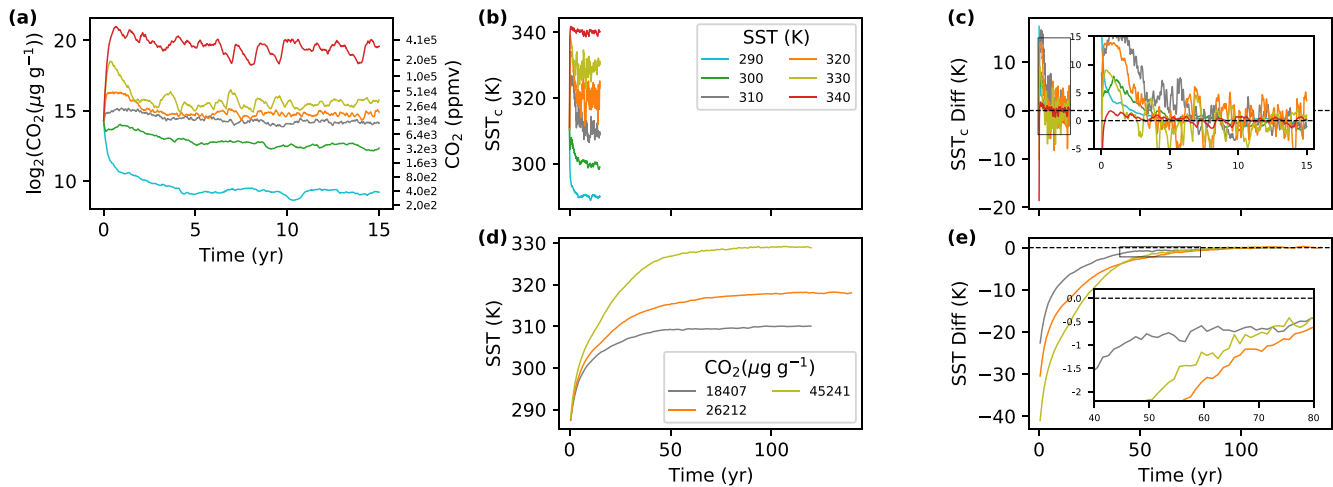 (a)
20
15
10
log₂(CO₂(μg g⁻¹))
0 5 10 15
Time (yr)
4.1e5
2.0e5
1.0e5
5.1e4
2.6e4
1.3e4
6.4e3
3.2e3
1.6e3
8.0e2
4.0e2
2.0e2
CO₂ (ppmv)
(b)
340
320
300
SST_c (K)
SST (K)
290 320
300 330
310 340
(c)
10
0
−10
−20
SST_c Diff (K)
15
10
5
0
-5
0 5 10 15
(d)
330
320
310
300
290
SST (K)
CO₂(μg g⁻¹)
18407 45241
26212
0 50 100
Time (yr)
(e)
0
−10
−20
−30
−40
SST Diff (K)
0.0
-0.5
-1
-1.5
-2
40 50 60 70 80
0 50 100
Time (yr)